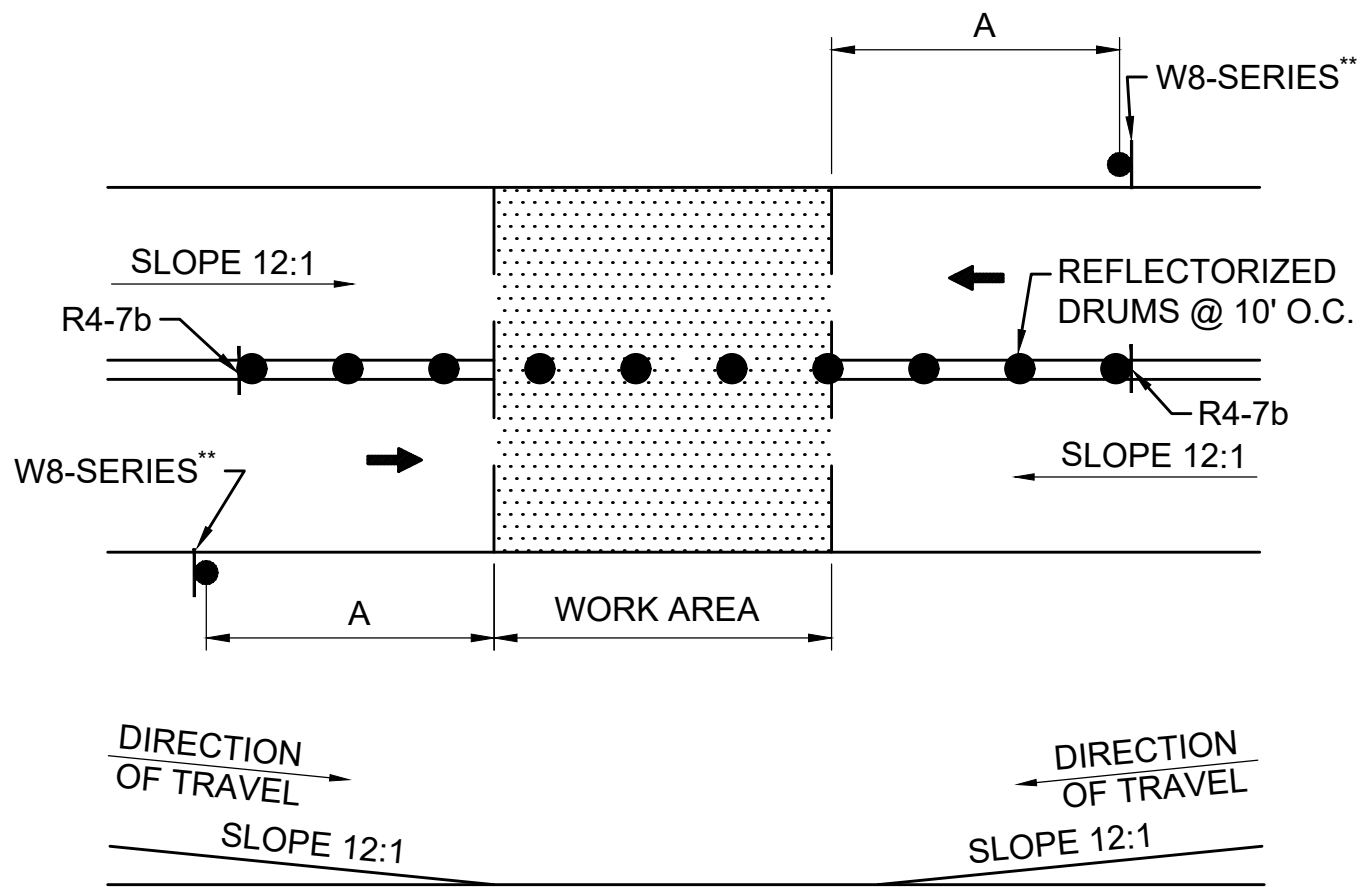 A
W8-SERIES**
SLOPE 12:1
REFLECTORIZED
DRUMS @ 10' O.C.
R4-7b
R4-7b
SLOPE 12:1
W8-SERIES**
A
WORK AREA
DIRECTION
OF TRAVEL
DIRECTION
OF TRAVEL
SLOPE 12:1
SLOPE 12:1